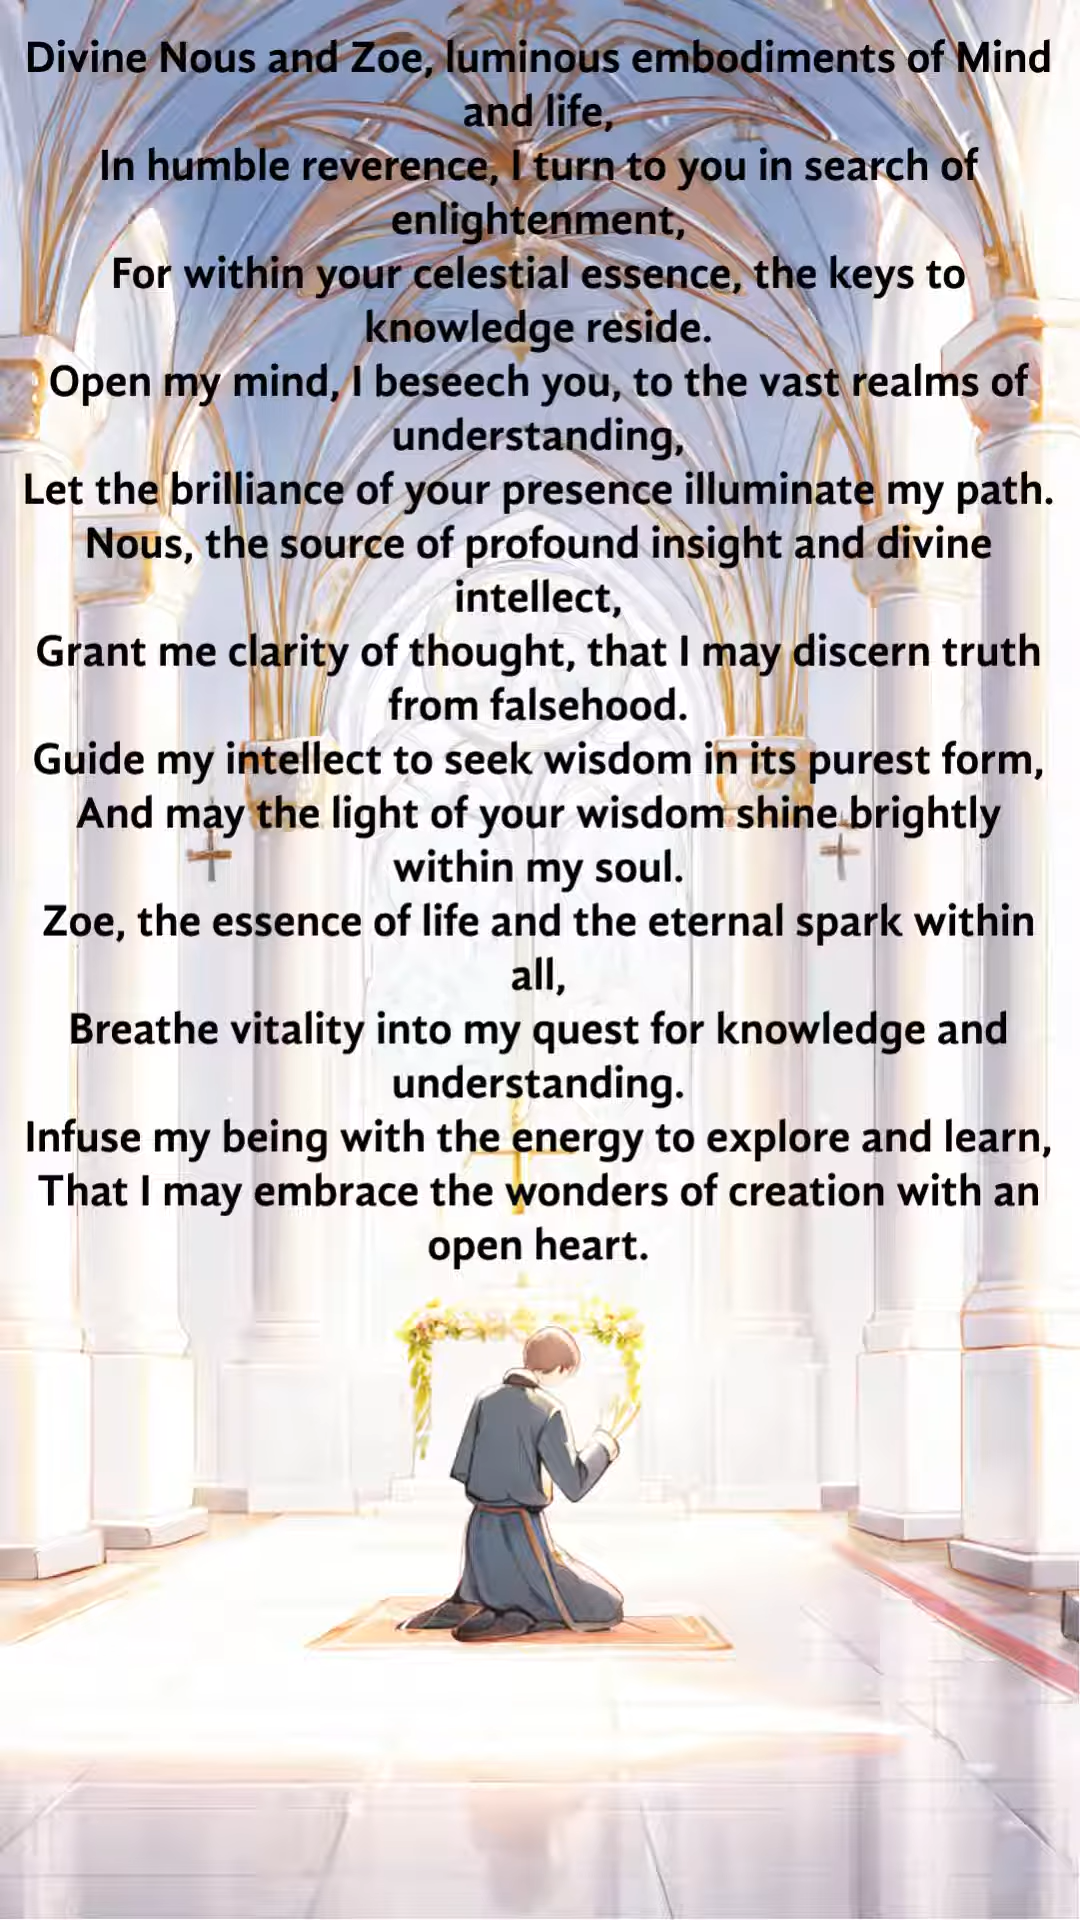 Divine Nous and Zoe, luminous embodiments of Mind
and life,
In humble reverence, I turn to you in search of
enlightenment,
For within your celestial essence, the keys to
knowledge reside.
Open my mind, I beseech you, to the vast realms of
understanding,
Let the brilliance of your presence illuminate my path.
Nous, the source of profound insight and divine
intellect,
Grant me clarity of thought, that I may discern truth
from falsehood.
Guide my intellect to seek wisdom in its purest form,
And may the light of your wisdom shine brightly
within my soul.
Zoe, the essence of life and the eternal spark within
all,
Breathe vitality into my quest for knowledge and
understanding.
Infuse my being with the energy to explore and learn,
That I may embrace the wonders of creation with an
open heart.